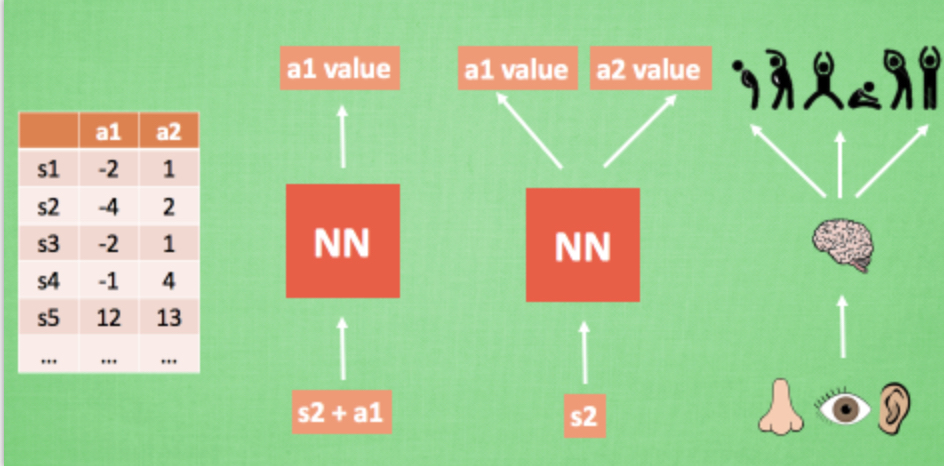 a1 a2
s1 -2 1
s2 -4 2
s3 -2 1
s4 -1 4
s5 12 13
... ... ...
a1 value
NN
s2 + a1
a1 value a2 value
NN
s2